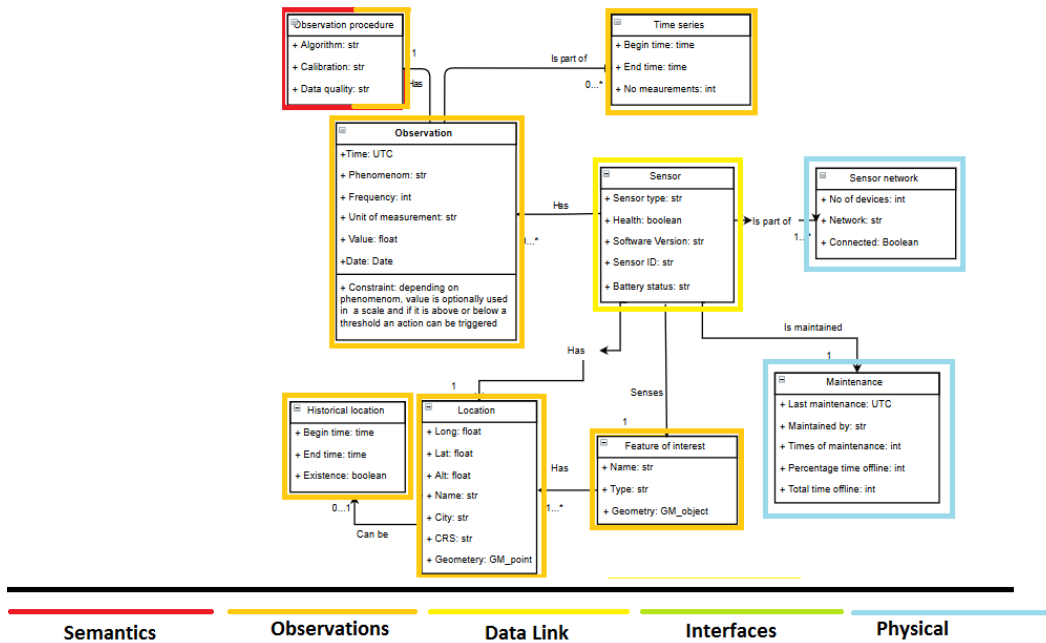 Observation procedure
+ Algorithm: str
+ Calibration: str
+ Data quality: str
1
Has
Is part of
0...*
Time series
+ Begin time: time
+ End time: time
+ No meaurements: int
Observation
+Time: UTC
+ Phenomenom: str
+ Frequency: int
+ Unit of measurement: str
+ Value: float
+Date: Date
+ Constraint: depending on
phenomenom, value is optionally used
in a scale and if it is above or below a
threshold an action can be triggered
Has
0...*
Sensor
+ Sensor type: str
+ Health: boolean
+ Software Version: str
+ Sensor ID: str
+ Battery status: str
Is part of
1...*
Sensor network
+ No of devices: int
+ Network: str
+ Connected: Boolean
Has
1
Senses
1
Is maintained
1
Maintenance
+ Last maintenance: UTC
+ Maintained by: str
+ Times of maintenance: int
+ Percentage time offline: int
+ Total time offline: int
Historical location
+ Begin time: time
+ End time: time
+ Existence: boolean
0...1
Can be
Location
+ Long: float
+ Lat: float
+ Alt: float
+ Name: str
+ City: str
+ CRS: str
+ Geometery: GM_point
Has
1...*
Feature of interest
+ Name: str
+ Type: str
+ Geometry: GM_object
Semantics
Observations
Data Link
Interfaces
Physical